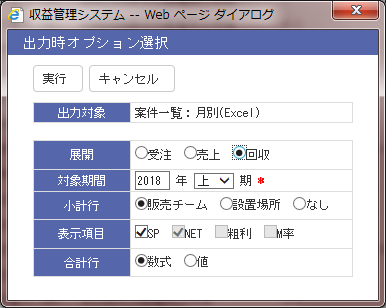 収益管理システム -- Web ページ ダイアログ
出力時オプション選択
実行 キャンセル
出力対象 案件一覧：月別(Excel)
展開 受注 売上 回収
対象期間 2018 年 上 期 *
小計行 販売チーム 設置場所 なし
表示項目 SP NET 粗利 M率
合計行 数式 値